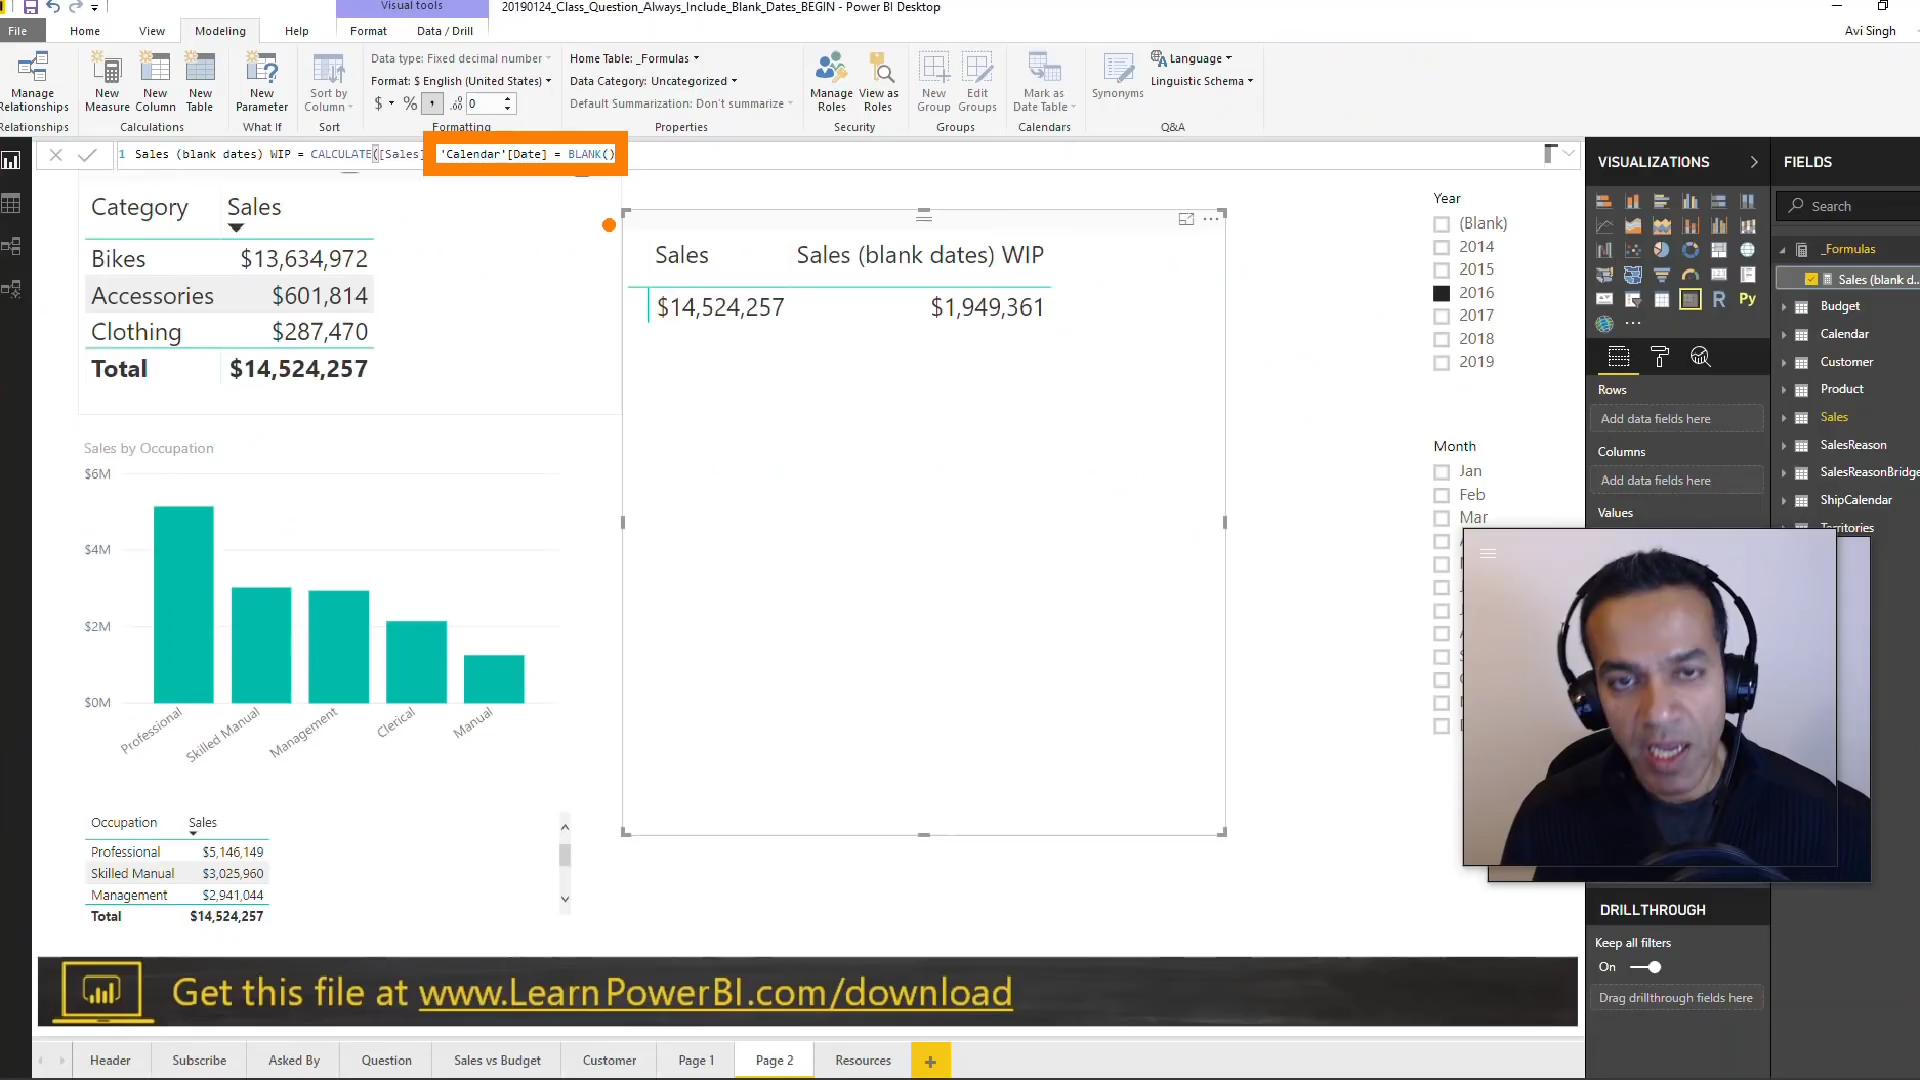 Visual tools
20190124_Class_Question_Always_Include_Blank_Dates_BEGIN - Power BI Desktop
File Home View Modeling Help Format Data / Drill
Avi Singh
Manage Relationships
Relationships
New Measure
New Column
New Table
Calculations
New Parameter
What If
Sort by Column
Sort
Data type: Fixed decimal number
Format: $ English (United States)
$ % , .00 0
Formatting
Home Table: _Formulas
Data Category: Uncategorized
Default Summarization: Don't summarize
Properties
Manage Roles
View as Roles
Security
New Group
Edit Groups
Groups
Mark as Date Table
Calendars
Synonyms
Language
Linguistic Schema
Q&A
1 Sales (blank dates) WIP = CALCULATE([Sales] 'Calendar'[Date] = BLANK()
Category Sales
Bikes $13,634,972
Accessories $601,814
Clothing $287,470
Total $14,524,257
Sales by Occupation
$6M
$4M
$2M
$0M
Professional
Skilled Manual
Management
Clerical
Manual
Occupation Sales
Professional $5,146,149
Skilled Manual $3,025,960
Management $2,941,044
Total $14,524,257
Sales Sales (blank dates) WIP
$14,524,257 $1,949,361
Year
(Blank)
2014
2015
2016
2017
2018
2019
Month
Jan
Feb
Mar
VISUALIZATIONS
R Py
Rows
Add data fields here
Columns
Add data fields here
Values
DRILLTHROUGH
Keep all filters
On
Drag drillthrough fields here
FIELDS
Search
_Formulas
Sales (blank d...
Budget
Calendar
Customer
Product
Sales
SalesReason
SalesReasonBridge
ShipCalendar
Territories
Get this file at www.LearnPowerBI.com/download
Header Subscribe Asked By Question Sales vs Budget Customer Page 1 Page 2 Resources +